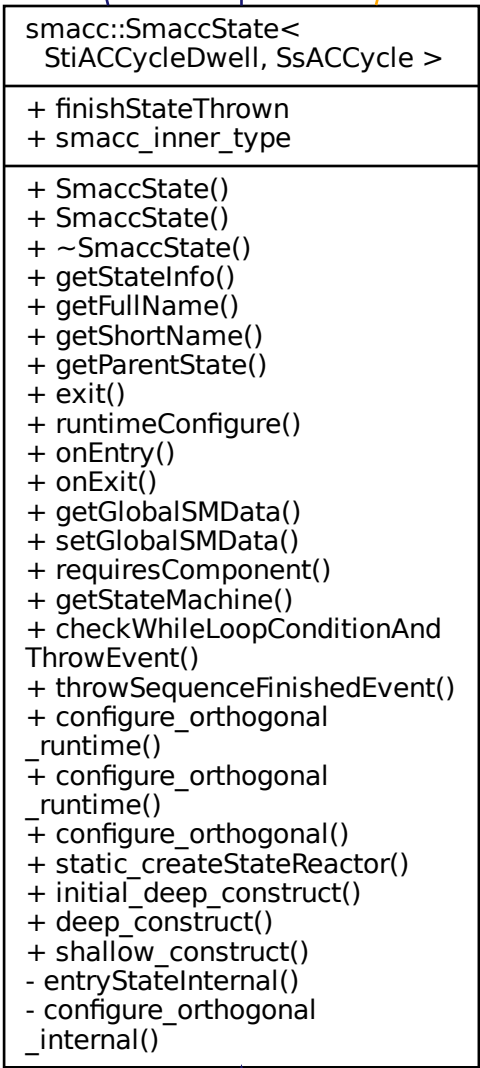 smacc::SmaccState<
StiACCycleDwell, SsACCycle >
+ finishStateThrown
+ smacc_inner_type
+ SmaccState()
+ SmaccState()
+ ~SmaccState()
+ getStateInfo()
+ getFullName()
+ getShortName()
+ getParentState()
+ exit()
+ runtimeConfigure()
+ onEntry()
+ onExit()
+ getGlobalSMData()
+ setGlobalSMData()
+ requiresComponent()
+ getStateMachine()
+ checkWhileLoopConditionAnd
ThrowEvent()
+ throwSequenceFinishedEvent()
+ configure_orthogonal
_runtime()
+ configure_orthogonal
_runtime()
+ configure_orthogonal()
+ static_createStateReactor()
+ initial_deep_construct()
+ deep_construct()
+ shallow_construct()
- entryStateInternal()
- configure_orthogonal
_internal()